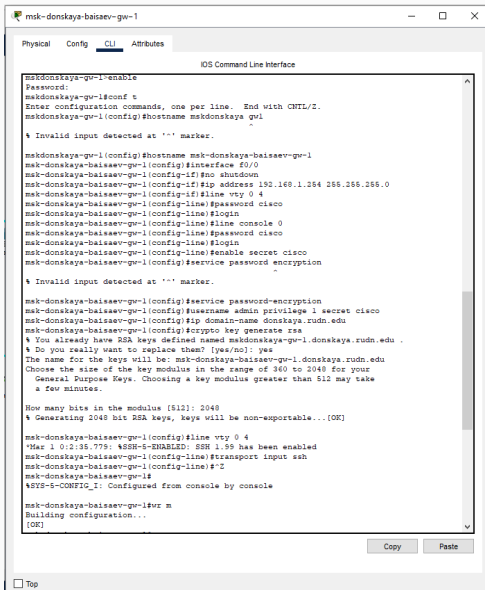 msk-donskaya-baisaev-gw-1
Physical Config CLI Attributes
IOS Command Line Interface
mskdonskaya-gw-1>enable
Password:
mskdonskaya-gw-1#conf t
Enter configuration commands, one per line. End with CNTL/Z.
mskdonskaya-gw-1(config)#hostname mskdonskaya gw1
^
% Invalid input detected at '^' marker.
mskdonskaya-gw-1(config)#hostname msk-donskaya-baisaev-gw-1
msk-donskaya-baisaev-gw-1(config)#interface f0/0
msk-donskaya-baisaev-gw-1(config-if)#no shutdown
msk-donskaya-baisaev-gw-1(config-if)#ip address 192.168.1.254 255.255.255.0
msk-donskaya-baisaev-gw-1(config-if)#line vty 0 4
msk-donskaya-baisaev-gw-1(config-line)#password cisco
msk-donskaya-baisaev-gw-1(config-line)#login
msk-donskaya-baisaev-gw-1(config-line)#line console 0
msk-donskaya-baisaev-gw-1(config-line)#password cisco
msk-donskaya-baisaev-gw-1(config-line)#login
msk-donskaya-baisaev-gw-1(config-line)#enable secret cisco
msk-donskaya-baisaev-gw-1(config)#service password encryption
^
% Invalid input detected at '^' marker.
msk-donskaya-baisaev-gw-1(config)#service password-encryption
msk-donskaya-baisaev-gw-1(config)#username admin privilege 1 secret cisco
msk-donskaya-baisaev-gw-1(config)#ip domain-name donskaya.rudn.edu
msk-donskaya-baisaev-gw-1(config)#crypto key generate rsa
% You already have RSA keys defined named mskdonskaya-gw-1.donskaya.rudn.edu .
% Do you really want to replace them? [yes/no]: yes
The name for the keys will be: msk-donskaya-baisaev-gw-1.donskaya.rudn.edu
Choose the size of the key modulus in the range of 360 to 2048 for your
General Purpose Keys. Choosing a key modulus greater than 512 may take
a few minutes.
How many bits in the modulus [512]: 2048
% Generating 2048 bit RSA keys, keys will be non-exportable...[OK]
msk-donskaya-baisaev-gw-1(config)#line vty 0 4
*Mar 1 0:2:35.779: %SSH-5-ENABLED: SSH 1.99 has been enabled
msk-donskaya-baisaev-gw-1(config-line)#transport input ssh
msk-donskaya-baisaev-gw-1(config-line)#^Z
msk-donskaya-baisaev-gw-1#
%SYS-5-CONFIG_I: Configured from console by console
msk-donskaya-baisaev-gw-1#wr m
Building configuration...
[OK]
Copy Paste
Top